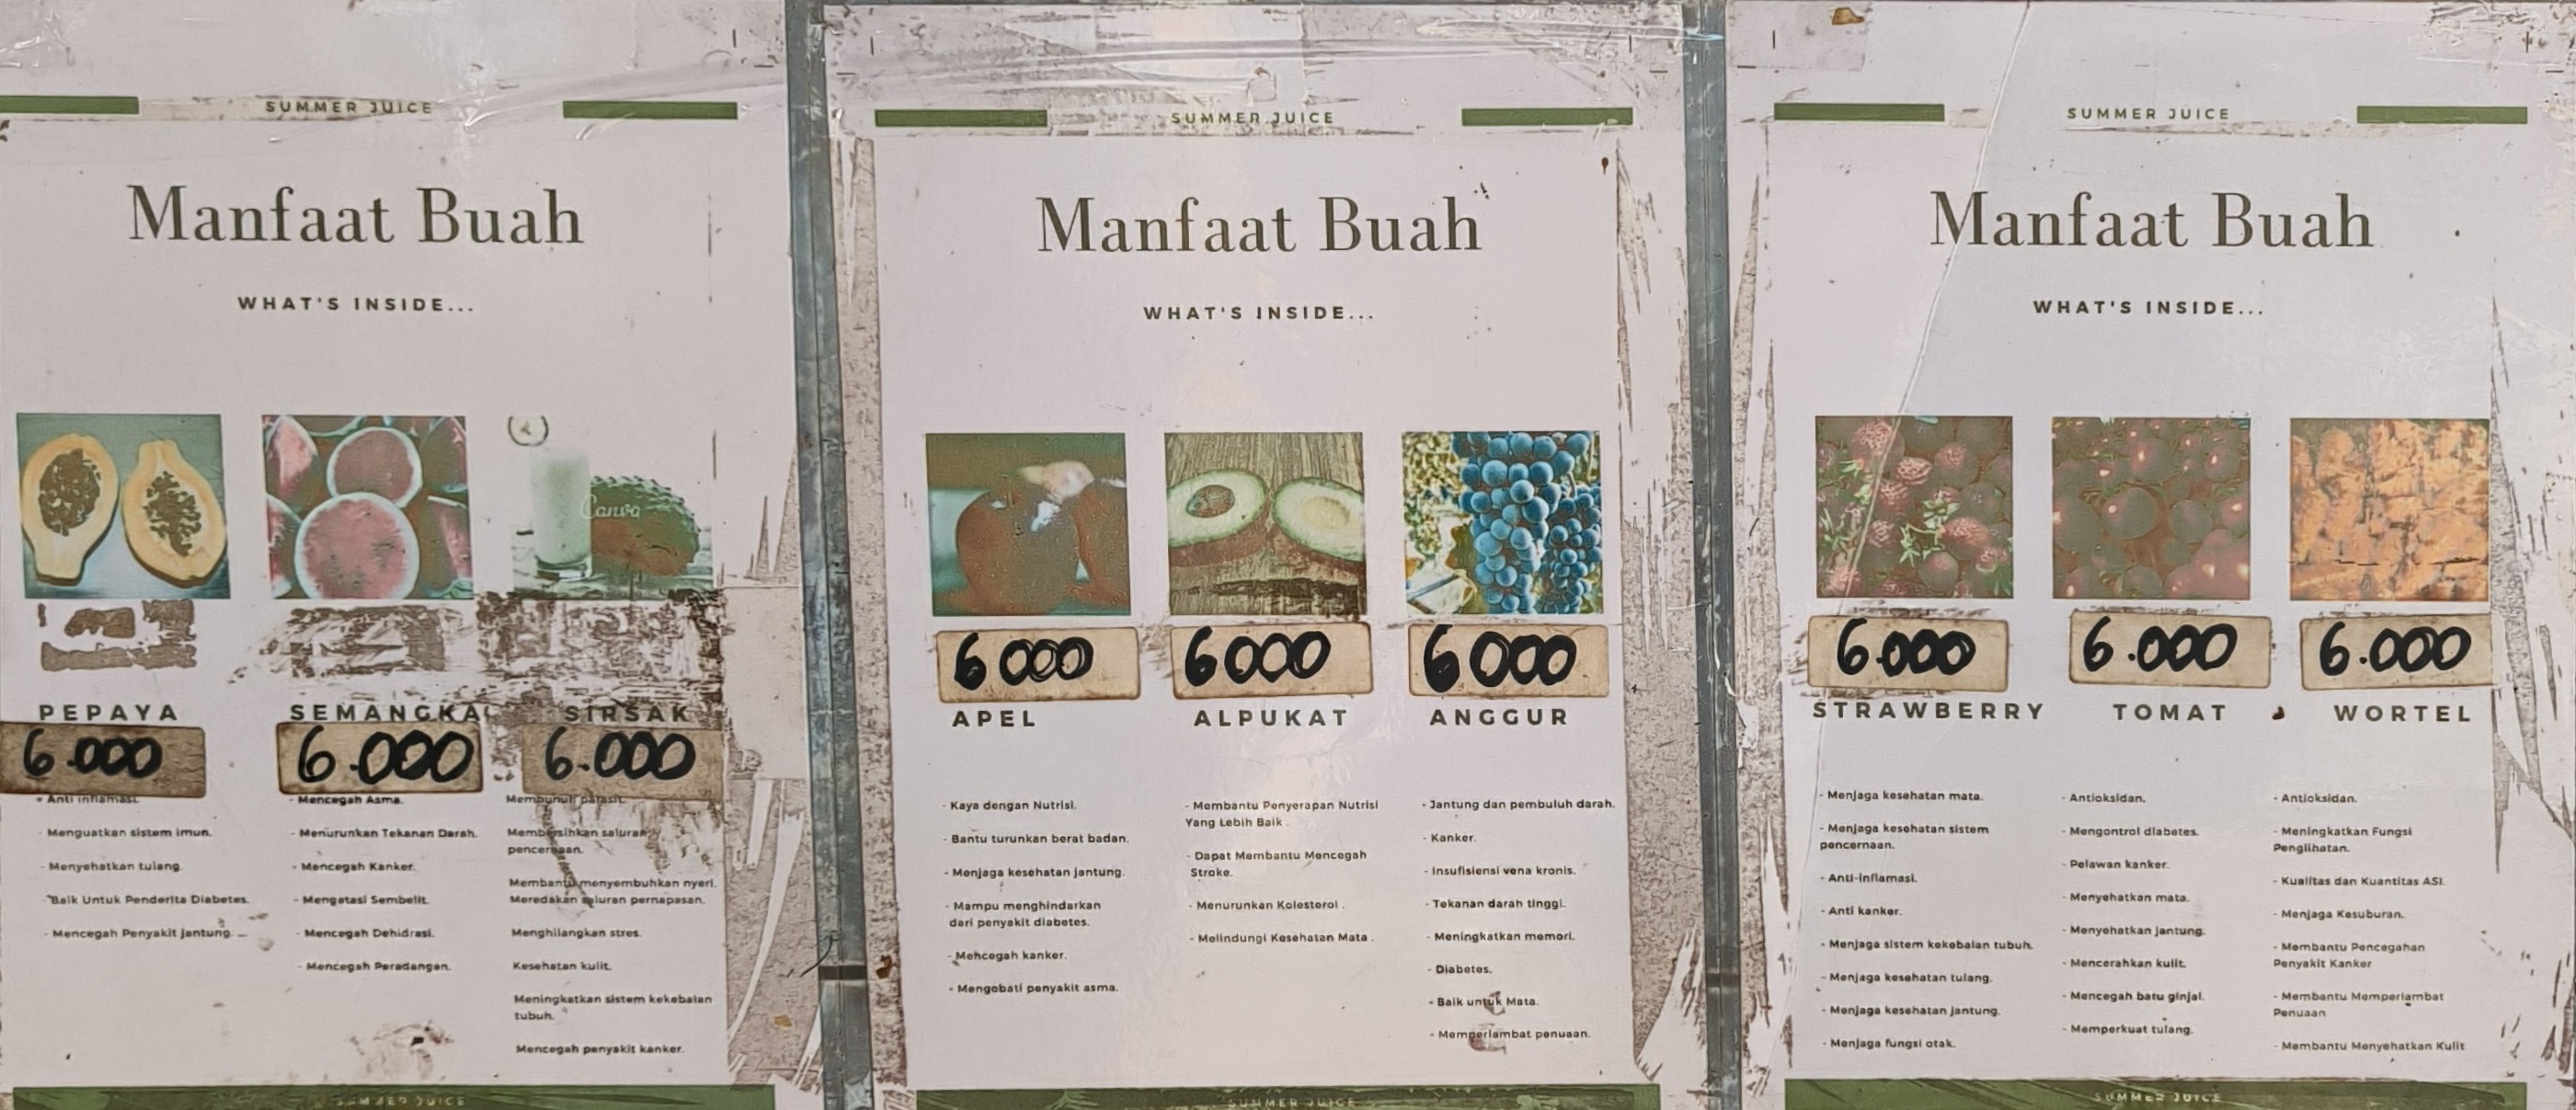 SUMMER JUICE
Manfaat Buah
WHAT'S INSIDE...
Canva
PEPAYA
6.000
- Anti inflamasi.
- Menguatkan sistem imun.
- Menyehatkan tulang.
- Baik Untuk Penderita Diabetes.
- Mencegah Penyakit Jantung.
SEMANGKA
6.000
- Mencegah Asma.
- Menurunkan Tekanan Darah.
- Mencegah Kanker.
- Mengatasi Sembelit.
- Mencegah Dehidrasi.
- Mencegah Peradangan.
SIRSAK
6.000
Membunuh parasit.
Membersihkan saluran
pencernaan.
Membantu menyembuhkan nyeri.
Meredakan saluran pernapasan.
Menghilangkan stres.
Kesehatan kulit.
Meningkatkan sistem kekebalan
tubuh.
Mencegah penyakit kanker.
SUMMER JUICE
SUMMER JUICE
Manfaat Buah
WHAT'S INSIDE...
6000
APEL
- Kaya dengan Nutrisi.
- Bantu turunkan berat badan.
- Menjaga kesehatan jantung.
- Mampu menghindarkan
dari penyakit diabetes.
- Mencegah kanker.
- Mengobati penyakit asma.
6000
ALPUKAT
- Membantu Penyerapan Nutrisi
Yang Lebih Baik .
- Dapat Membantu Mencegah
Stroke.
- Menurunkan Kolesterol .
- Melindungi Kesehatan Mata .
6000
ANGGUR
- Jantung dan pembuluh darah.
- Kanker.
- Insufisiensi vena kronis.
- Tekanan darah tinggi.
- Meningkatkan memori.
- Diabetes.
- Baik untuk Mata.
- Memperlambat penuaan.
SUMMER JUICE
SUMMER JUICE
Manfaat Buah
WHAT'S INSIDE...
6.000
STRAWBERRY
- Menjaga kesehatan mata.
- Menjaga kesehatan sistem
pencernaan.
- Anti-inflamasi.
- Anti kanker.
- Menjaga sistem kekebalan tubuh.
- Menjaga kesehatan tulang.
- Menjaga kesehatan jantung.
- Menjaga fungsi otak.
6.000
TOMAT
- Antioksidan.
- Mengontrol diabetes.
- Pelawan kanker.
- Menyehatkan mata.
- Menyehatkan jantung.
- Mencerahkan kulit.
- Mencegah batu ginjal.
- Memperkuat tulang.
6.000
WORTEL
- Antioksidan.
- Meningkatkan Fungsi
Penglihatan.
- Kualitas dan Kuantitas ASI.
- Menjaga Kesuburan.
- Membantu Pencegahan
Penyakit Kanker
- Membantu Memperlambat
Penuaan
- Membantu Menyehatkan Kulit
SUMMER JUICE